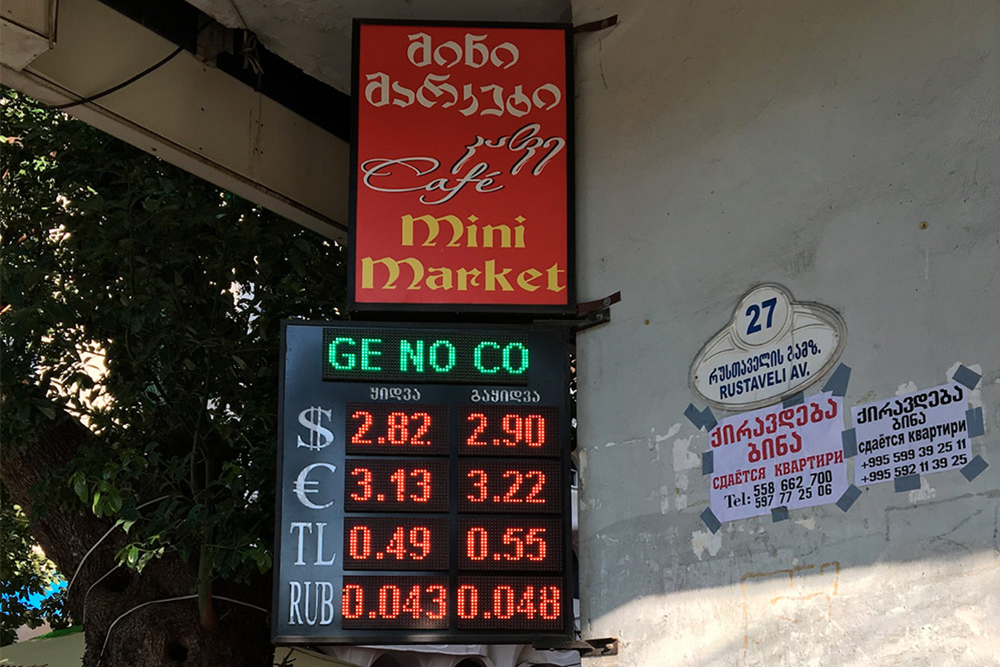 მინი
მარკეტი
კაფე
Café
Mini
Market
GE NO CO
ყიდვა გაყიდვა
$ 2.82 2.90
€ 3.13 3.22
TL 0.49 0.55
RUB 0.043 0.048
27
რუსთაველის გამზ.
RUSTAVELI AV.
ქირავდება
ბინა
СДАЁТСЯ КВАРТИРИ
Tel: 558 662 700
597 77 25 06
ქირავდება
ბინა
сдаётся квартири
+995 599 39 25 11
+995 592 11 39 25